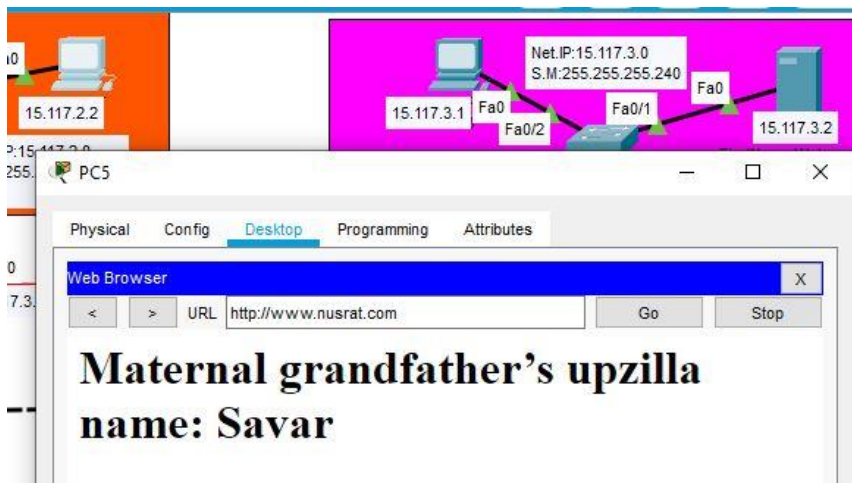 Net.IP:15.117.3.0
S.M:255.255.255.240
Fa0
15.117.2.2
15.117.3.1
Fa0
Fa0/1
Fa0/2
15.117.3.2
PC5
Physical Config Desktop Programming Attributes
Web Browser X
< > URL http://www.nusrat.com Go Stop
Maternal grandfather’s upzilla
name: Savar